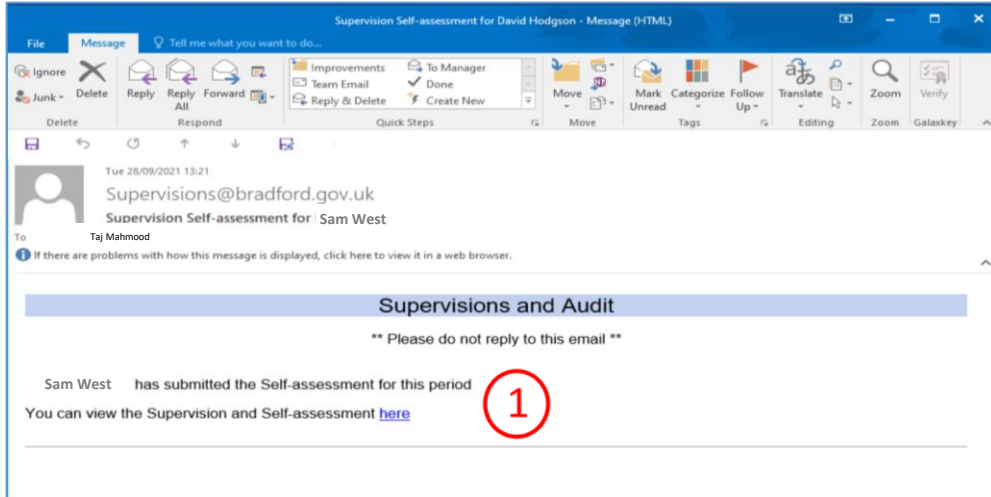 Supervision Self-assessment for David Hodgson - Message (HTML)
File Message Tell me what you want to do...
Ignore
Junk
Delete
Reply
Reply All
Forward
Improvements
To Manager
Team Email
Done
Reply & Delete
Create New
Move
Mark Unread
Categorize
Follow Up
Translate
Zoom
Verify
Delete Respond Quick Steps Move Tags Editing Zoom Galaxkey
Tue 28/09/2021 13:21
Supervisions@bradford.gov.uk
Supervision Self-assessment for Sam West
To Taj Mahmood
If there are problems with how this message is displayed, click here to view it in a web browser.
Supervisions and Audit
** Please do not reply to this email **
Sam West has submitted the Self-assessment for this period
You can view the Supervision and Self-assessment here
1